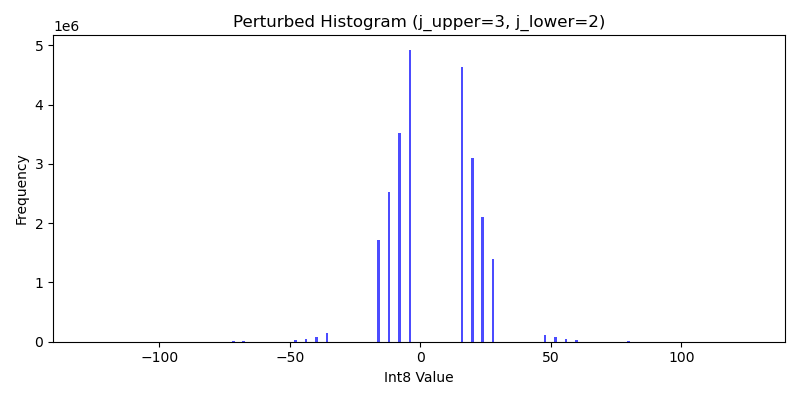 Perturbed Histogram (j_upper=3, j_lower=2)
1e6
5
4
3
2
1
0
Frequency
−100
−50
0
50
100
Int8 Value